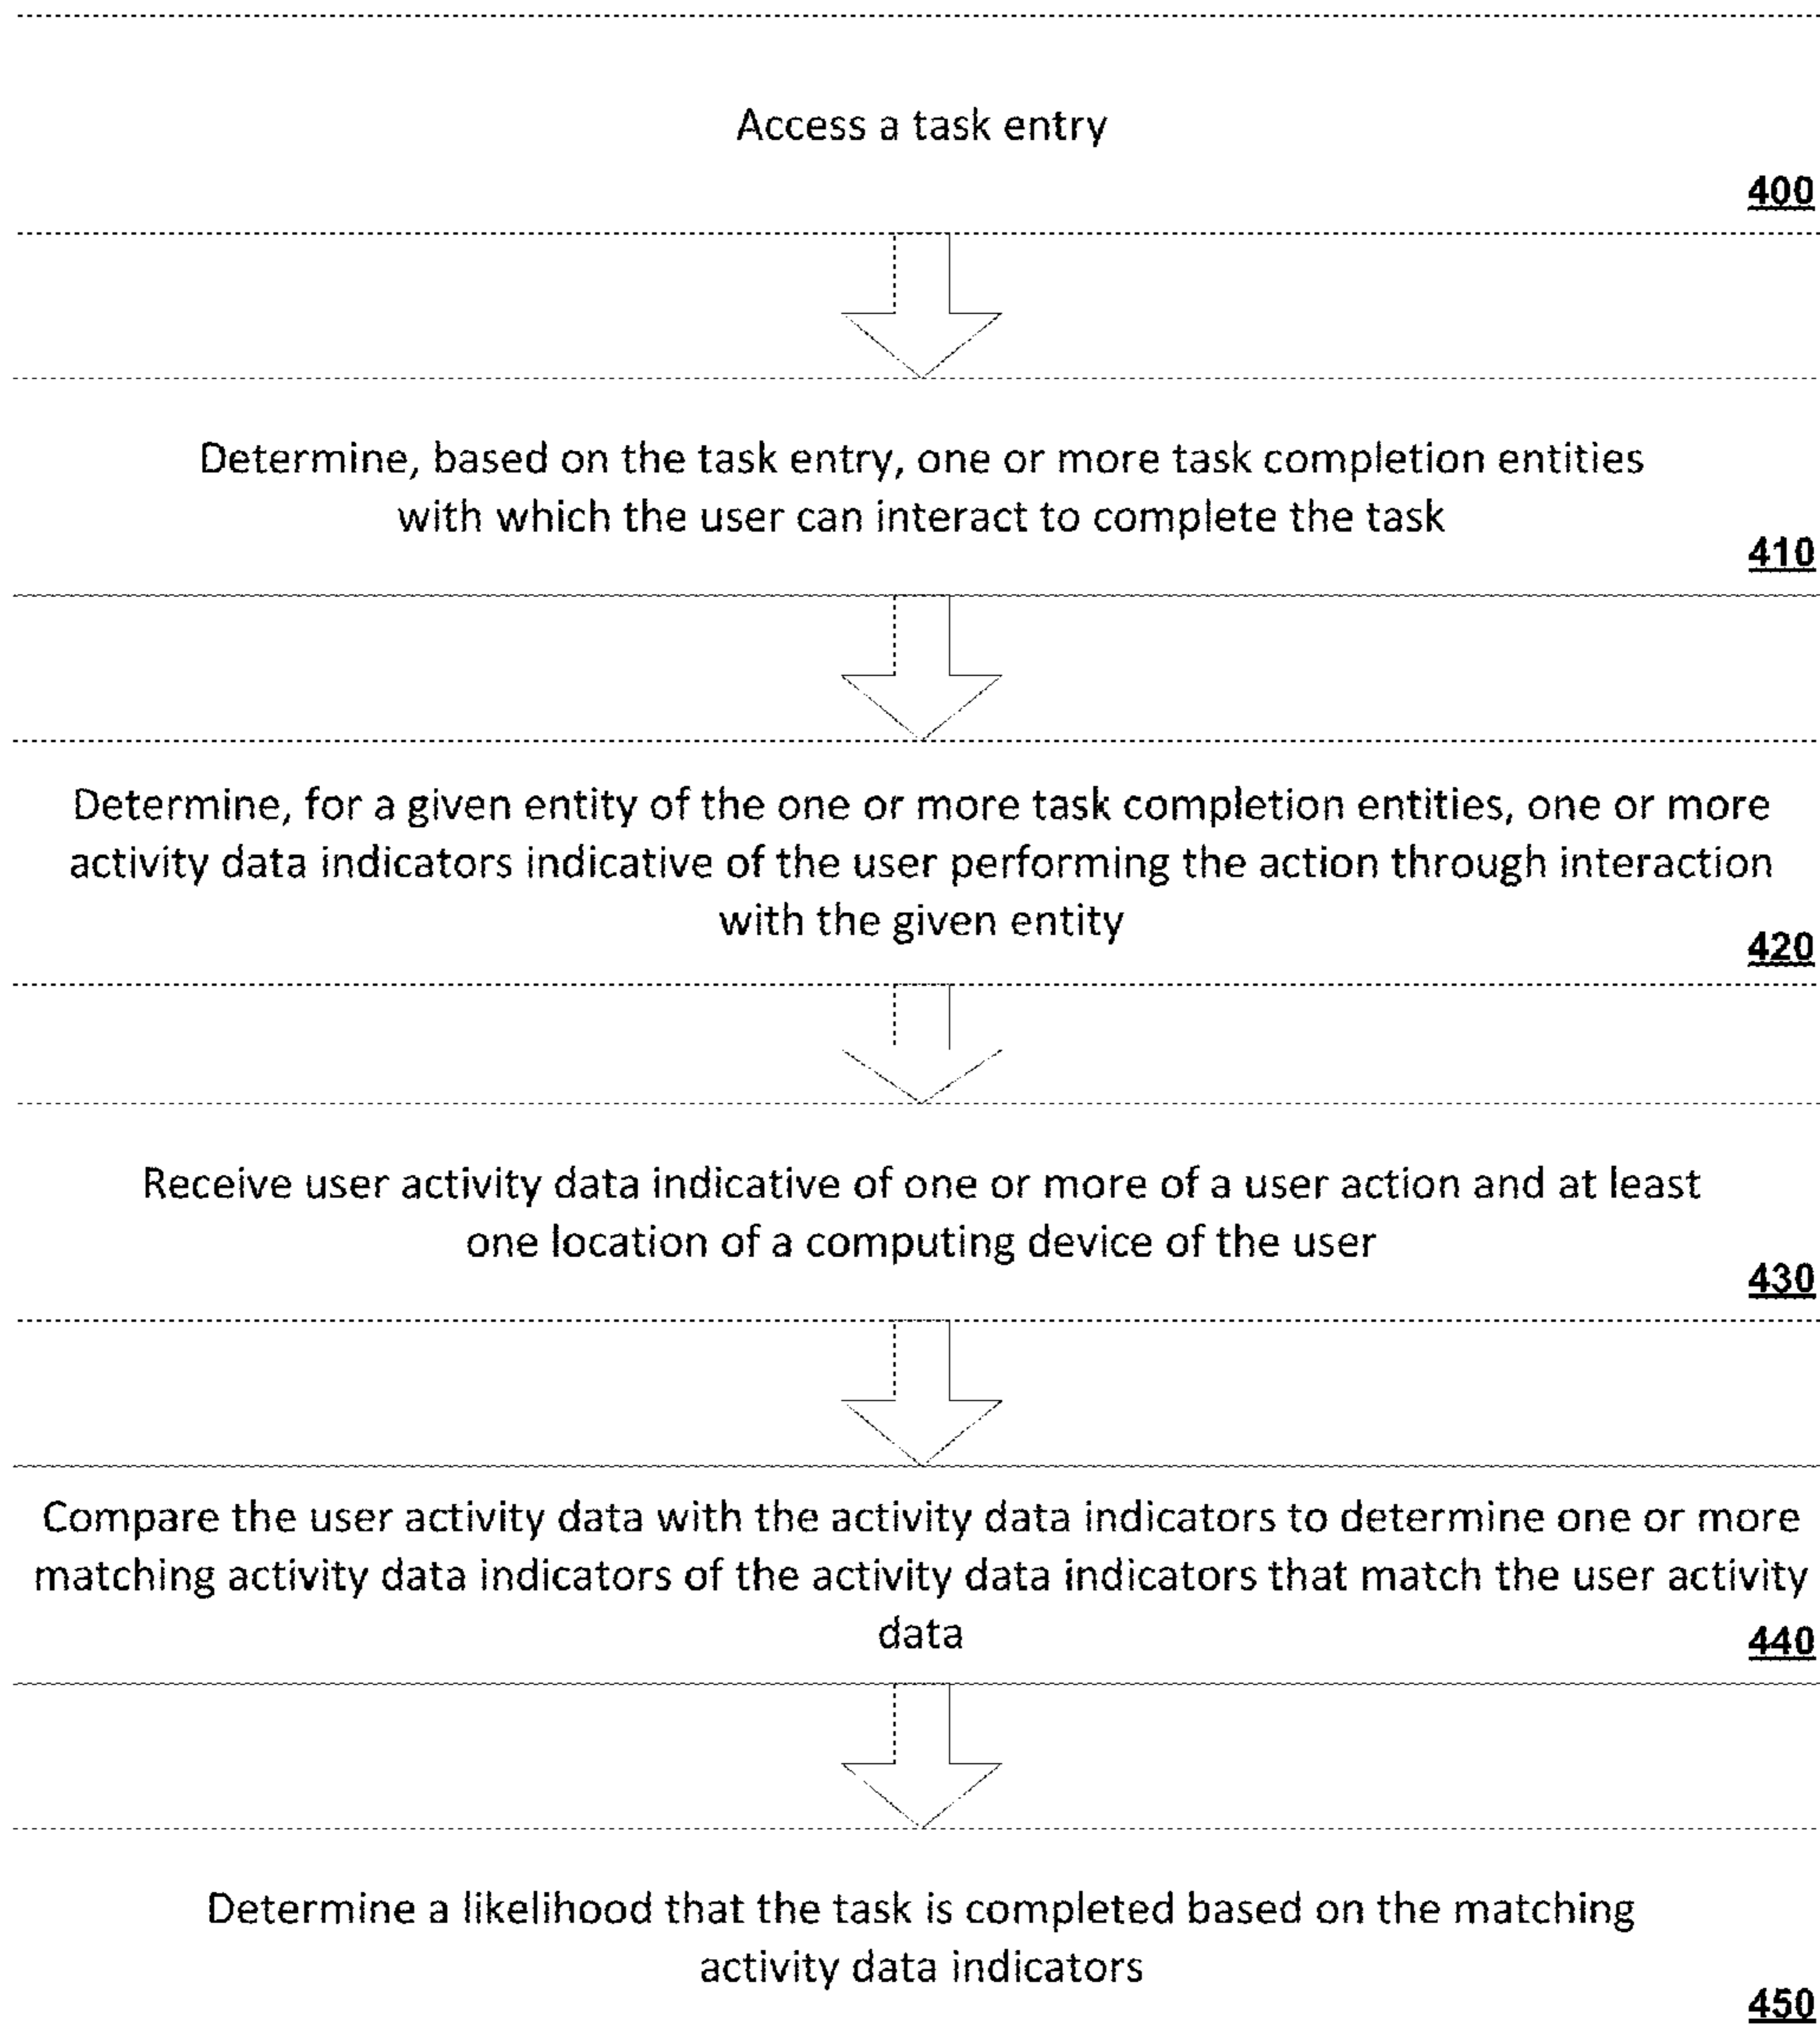 Access a task entry
400
Determine, based on the task entry, one or more task completion entities
with which the user can interact to complete the task
410
Determine, for a given entity of the one or more task completion entities, one or more
activity data indicators indicative of the user performing the action through interaction
with the given entity
420
Receive user activity data indicative of one or more of a user action and at least
one location of a computing device of the user
430
Compare the user activity data with the activity data indicators to determine one or more
matching activity data indicators of the activity data indicators that match the user activity
data
440
Determine a likelihood that the task is completed based on the matching
activity data indicators
450